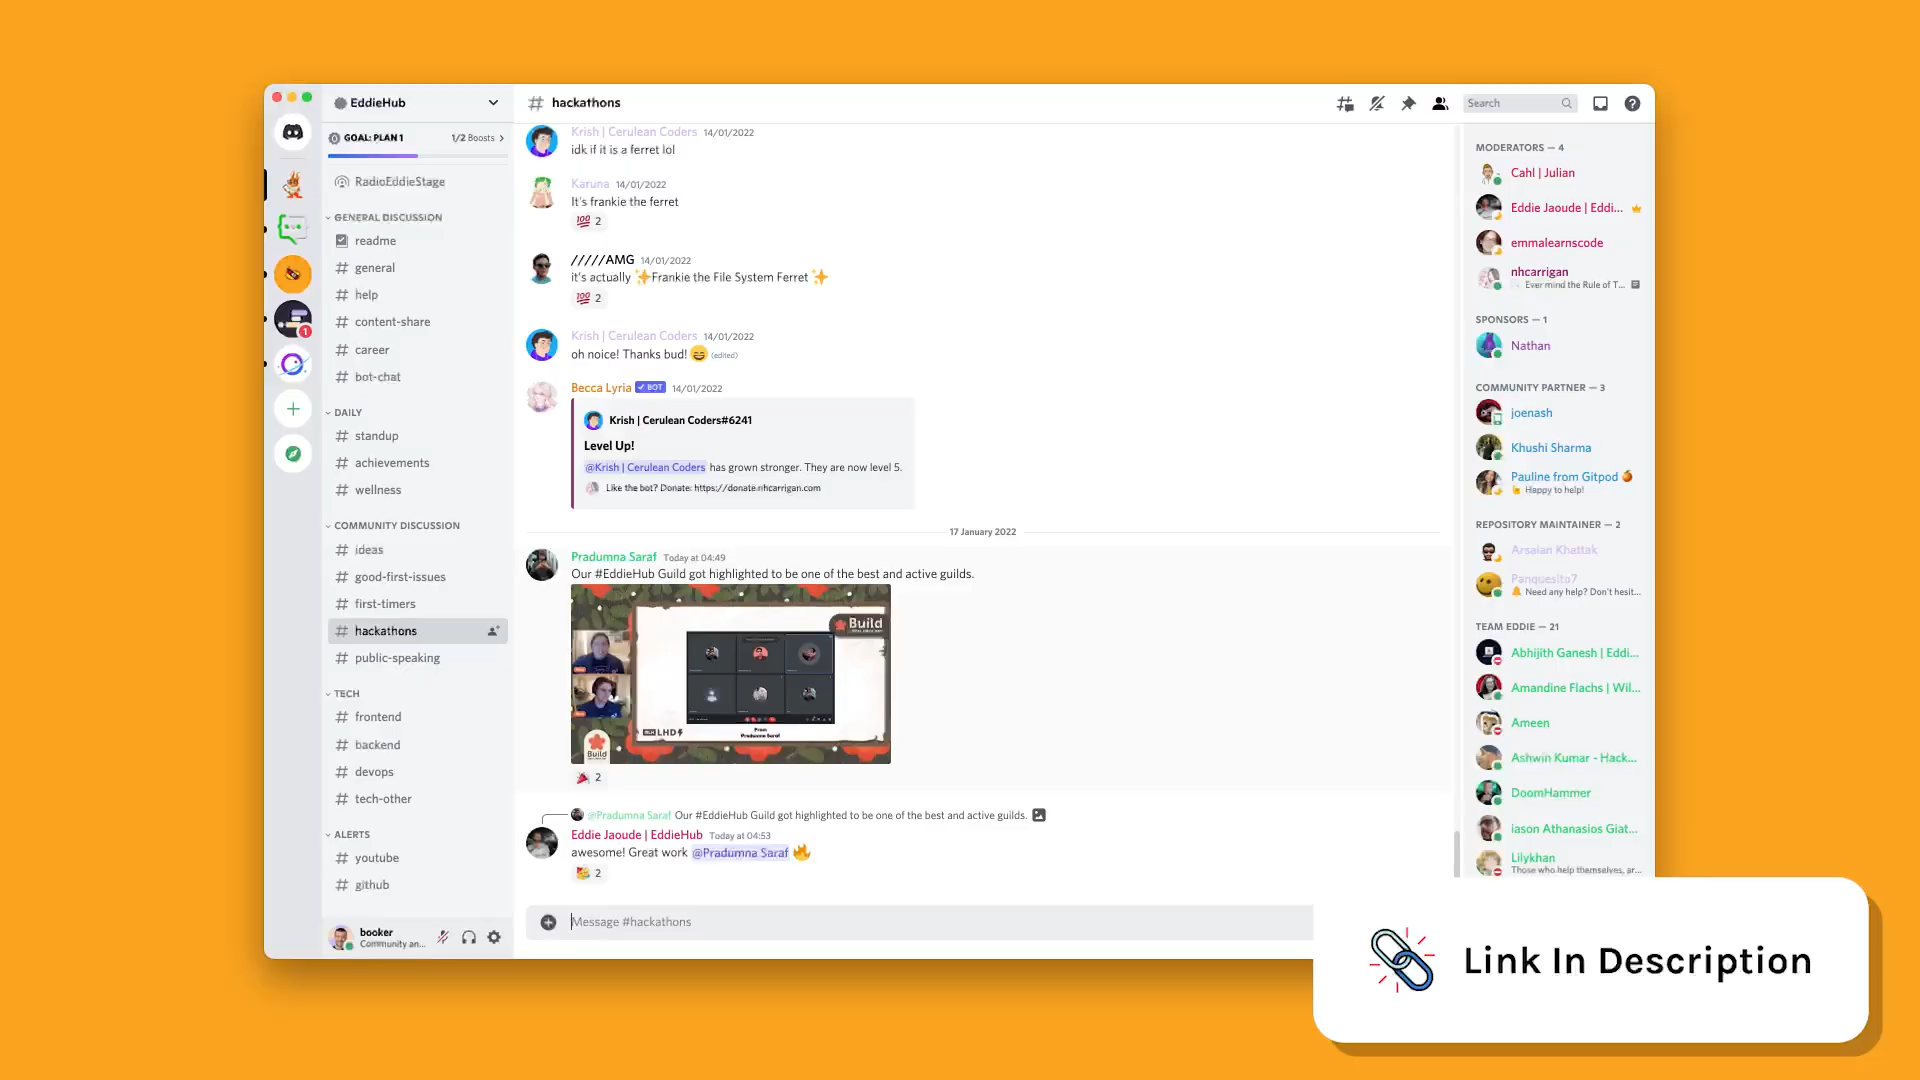 EddieHub
GOAL: PLAN 1 1/2 Boosts
RadioEddieStage
GENERAL DISCUSSION
readme
general
help
content-share
career
bot-chat
DAILY
standup
achievements
wellness
COMMUNITY DISCUSSION
ideas
good-first-issues
first-timers
hackathons
public-speaking
TECH
frontend
backend
devops
tech-other
ALERTS
youtube
github
booker
Community an...
1
hackathons
Search
Krish | Cerulean Coders 14/01/2022
idk if it is a ferret lol
Karuna 14/01/2022
It's frankie the ferret
💯 2
/////AMG 14/01/2022
it's actually ✨Frankie the File System Ferret ✨
💯 2
Krish | Cerulean Coders 14/01/2022
oh noice! Thanks bud! 😄 (edited)
Becca Lyria ✓ BOT 14/01/2022
Krish | Cerulean Coders#6241
Level Up!
@Krish | Cerulean Coders has grown stronger. They are now level 5.
Like the bot? Donate: https://donate.nhcarrigan.com
17 January 2022
Pradumna Saraf Today at 04:49
Our #EddieHub Guild got highlighted to be one of the best and active guilds.
Build
LHD
From
Pradumna Saraf
Build
2
@Pradumna Saraf Our #EddieHub Guild got highlighted to be one of the best and active guilds.
Eddie Jaoude | EddieHub Today at 04:53
awesome! Great work @Pradumna Saraf 🔥
2
Message #hackathons
MODERATORS — 4
Cahl | Julian
Eddie Jaoude | Eddi...
emmalearnscode
nhcarrigan
Ever mind the Rule of T...
SPONSORS — 1
Nathan
COMMUNITY PARTNER — 3
joenash
Khushi Sharma
Pauline from Gitpod 🍊
Happy to help!
REPOSITORY MAINTAINER — 2
Arsalan Khattak
Panquesito7
Need any help? Don't hesit...
TEAM EDDIE — 21
Abhijith Ganesh | Eddi...
Amandine Flachs | Wil...
Ameen
Ashwin Kumar - Hack...
DoomHammer
iason Athanasios Giat...
Lilykhan
Those who help themselves, ar...
Link In Description